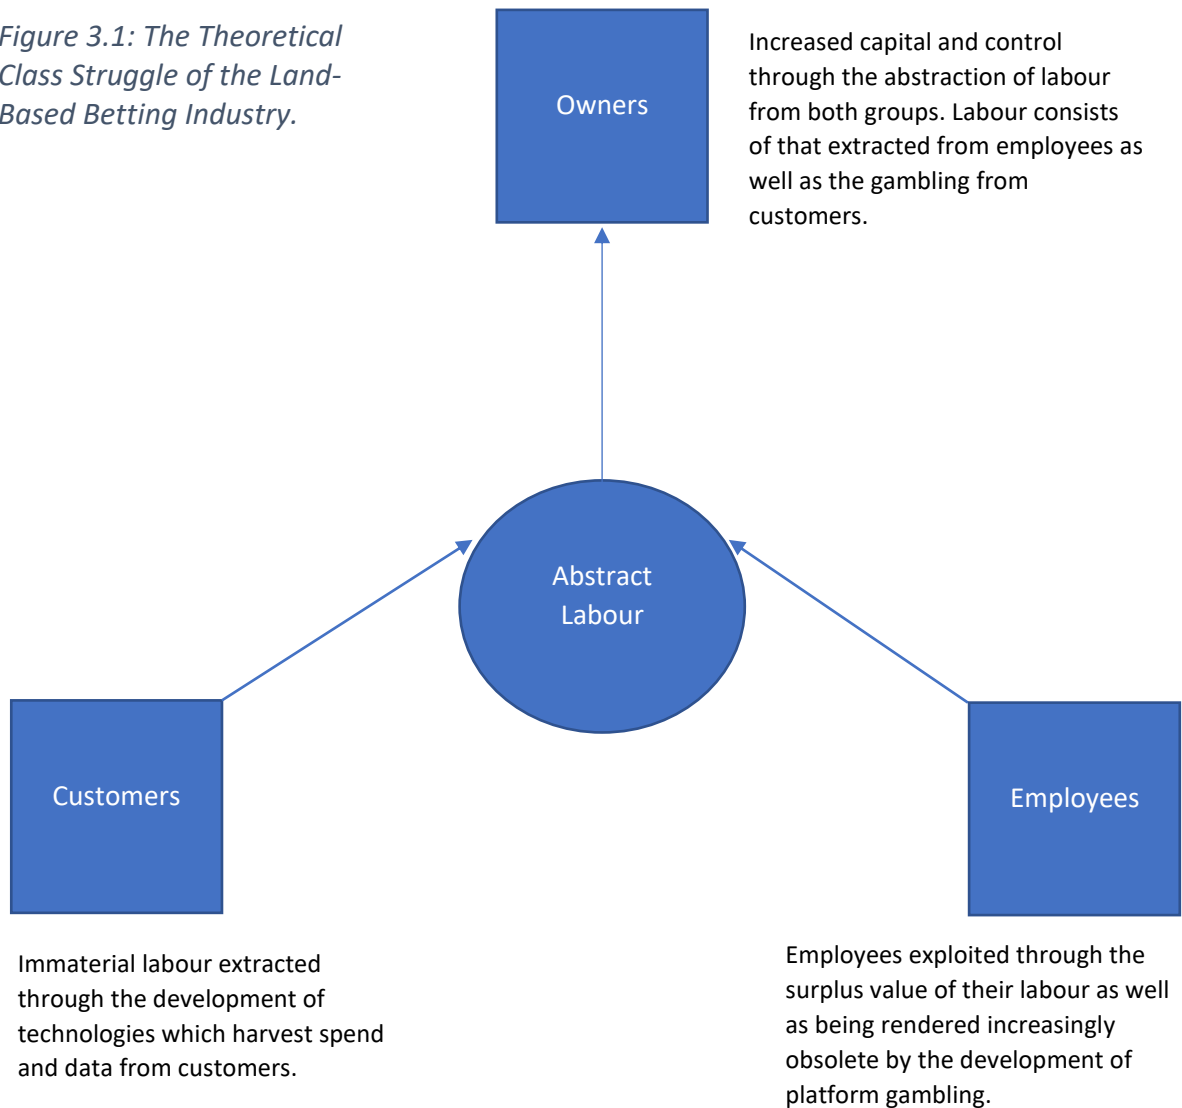 Figure 3.1: The Theoretical
Class Struggle of the Land-
Based Betting Industry.
Owners
Increased capital and control
through the abstraction of labour
from both groups. Labour consists
of that extracted from employees as
well as the gambling from
customers.
Abstract
Labour
Customers
Employees
Immaterial labour extracted
through the development of
technologies which harvest spend
and data from customers.
Employees exploited through the
surplus value of their labour as well
as being rendered increasingly
obsolete by the development of
platform gambling.